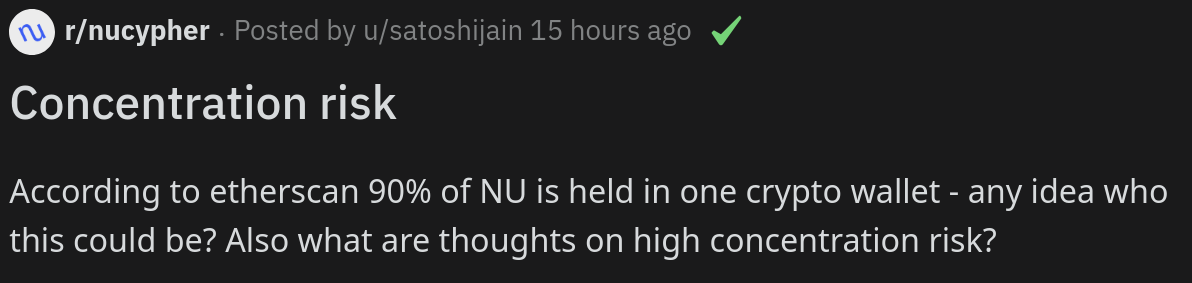 r/nucypher · Posted by u/satoshijain 15 hours ago
Concentration risk
According to etherscan 90% of NU is held in one crypto wallet - any idea who
this could be? Also what are thoughts on high concentration risk?